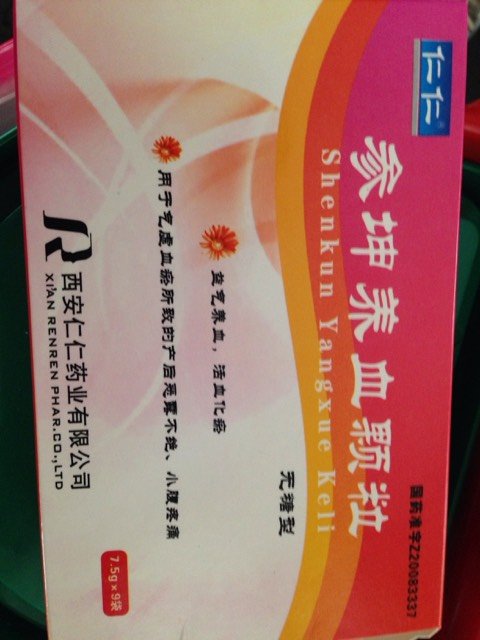 仁仁®
参坤养血颗粒
Shenkun Yangxue Keli
国药准字Z20083337
无糖型
益气养血，活血化瘀
用于气虚血瘀所致的产后恶露不绝、小腹疼痛
西安仁仁药业有限公司
XI'AN RENREN PHAR.CO.,LTD
7.5g×9袋